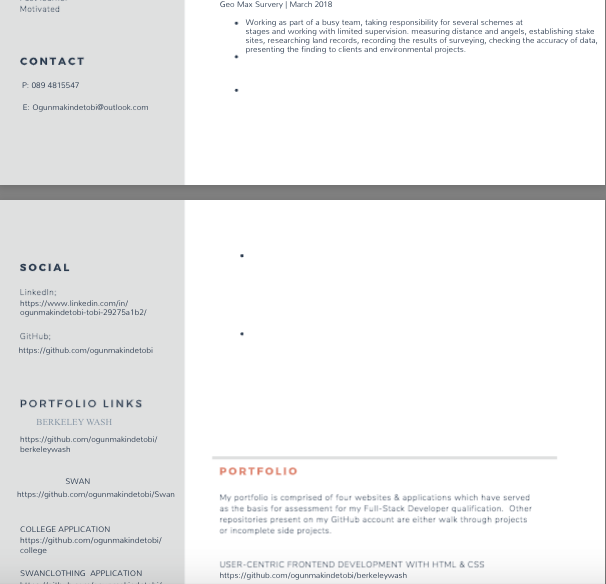 Motivated
CONTACT
P: 089 4815547
E: Ogunmakindetobi@outlook.com
Geo Max Survery | March 2018
Working as part of a busy team, taking responsibility for several schemes at
stages and working with limited supervision. measuring distance and angels, establishing stake
sites, researching land records, recording the results of surveying, checking the accuracy of data,
presenting the finding to clients and environmental projects.
SOCIAL
LinkedIn;
https://www.linkedin.com/in/
ogunmakindetobi-tobi-29275a1b2/
GitHub;
https://github.com/ogunmakindetobi
PORTFOLIO LINKS
BERKELEY WASH
https://github.com/ogunmakindetobi/
berkeleywash
SWAN
https://github.com/ogunmakindetobi/Swan
COLLEGE APPLICATION
https://github.com/ogunmakindetobi/
college
SWANCLOTHING APPLICATION
PORTFOLIO
My portfolio is comprised of four websites & applications which have served
as the basis for assessment for my Full-Stack Developer qualification. Other
repositories present on my GitHub account are either walk through projects
or incomplete side projects.
USER-CENTRIC FRONTEND DEVELOPMENT WITH HTML & CSS
https://github.com/ogunmakindetobi/berkeleywash